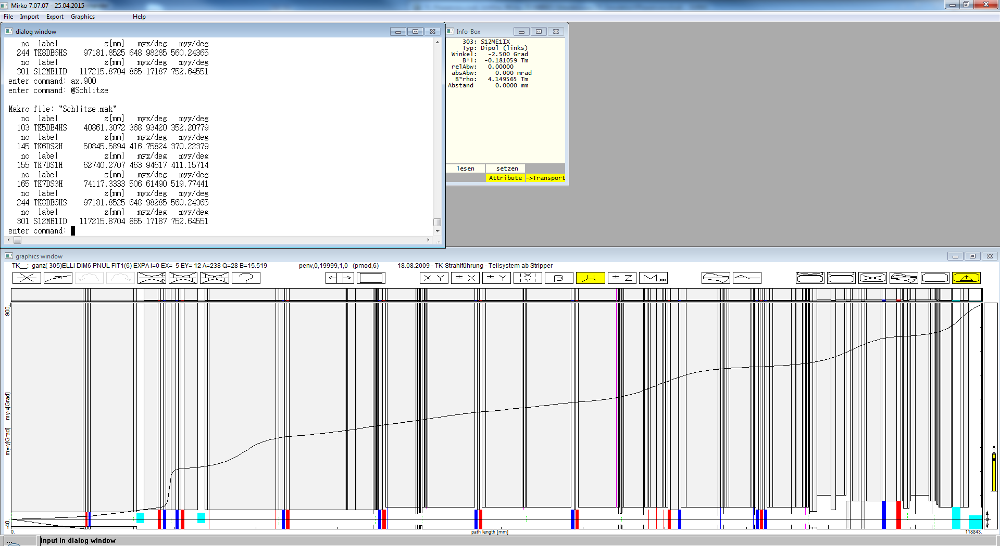 Mirko 7.07.07 - 25.04.2015
File Import Export Graphics Help
dialog window
no label z[mm] myx/deg myy/deg
244 TK8DE6HS 97181.8525 648.98285 560.24365
no label z[mm] myx/deg myy/deg
301 S12ME1ID 117215.8704 865.17187 752.64551
enter command: ax,900
enter command: @Schlitze
Makro file: "Schlitze.mak"
no label z[mm] myx/deg myy/deg
103 TK5DE4HS 40861.3072 368.93420 352.20779
no label z[mm] myx/deg myy/deg
145 TK6DS2H 50845.5894 416.75824 370.22379
no label z[mm] myx/deg myy/deg
155 TK7DS1H 62740.2707 463.94617 411.15714
no label z[mm] myx/deg myy/deg
165 TK7DS3H 74117.3333 506.61490 519.77441
no label z[mm] myx/deg myy/deg
244 TK8DE6HS 97181.8525 648.98285 560.24365
no label z[mm] myx/deg myy/deg
301 S12ME1ID 117215.8704 865.17187 752.64551
enter command:
Info-Box
303: S12ME1IX
Typ: Dipol (links)
Winkel: -2.500 Grad
B*l: -0.181059 Tm
relAbw: 0.00000
absAbw: 0.000 mrad
B*rho: 4.149565 Tm
Abstand 0.0000 mm
lesen setzen
Attribute ->Transport
graphics window
TK__: ganz( 305)ELLI DIM6 PNUL FIT1(6) EXPA i=0 EX= 5 EY= 12 A=238 Q=28 B=15.519 penv,0,19999,1,0 (pmod,6) 18.08.2009 - TK-Strahlführung - Teilsystem ab Stripper
X Y ± X ± Y ± Z
900.
my-x[Grad]
my-y[Grad]
-40.
0. path length [mm] 118843.
... input in dialog window